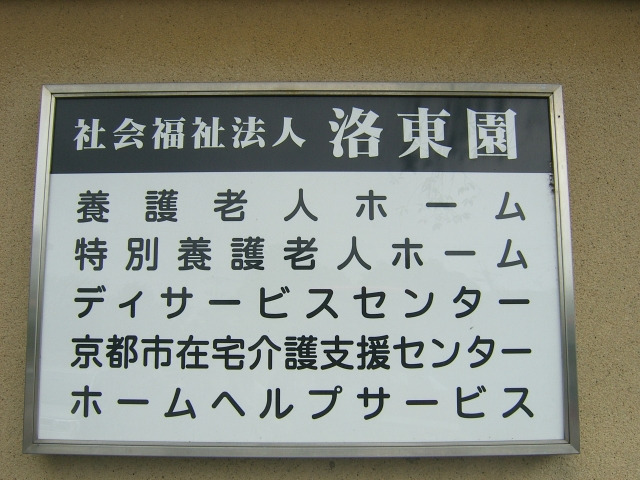 社会福祉法人 洛東園
養護老人ホーム
特別養護老人ホーム
ディサービスセンター
京都市在宅介護支援センター
ホームヘルプサービス